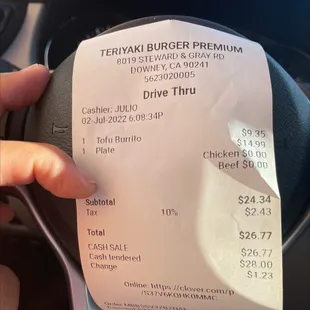 TERIYAKI BURGER PREMIUM
8019 STEWARD & GRAY RD
DOWNEY, CA 90241
5623020005
Drive Thru
Cashier: JULIO
02-Jul-2022 6:08:34P
1 Tofu Burrito $9.35
1 Plate $14.99
Chicken $0.00
Beef $0.00
Subtotal $24.34
Tax 10% $2.43
Total $26.77
CASH SALE $26.77
Cash tendered $28.00
Change $1.23
Online: https://clover.com/p